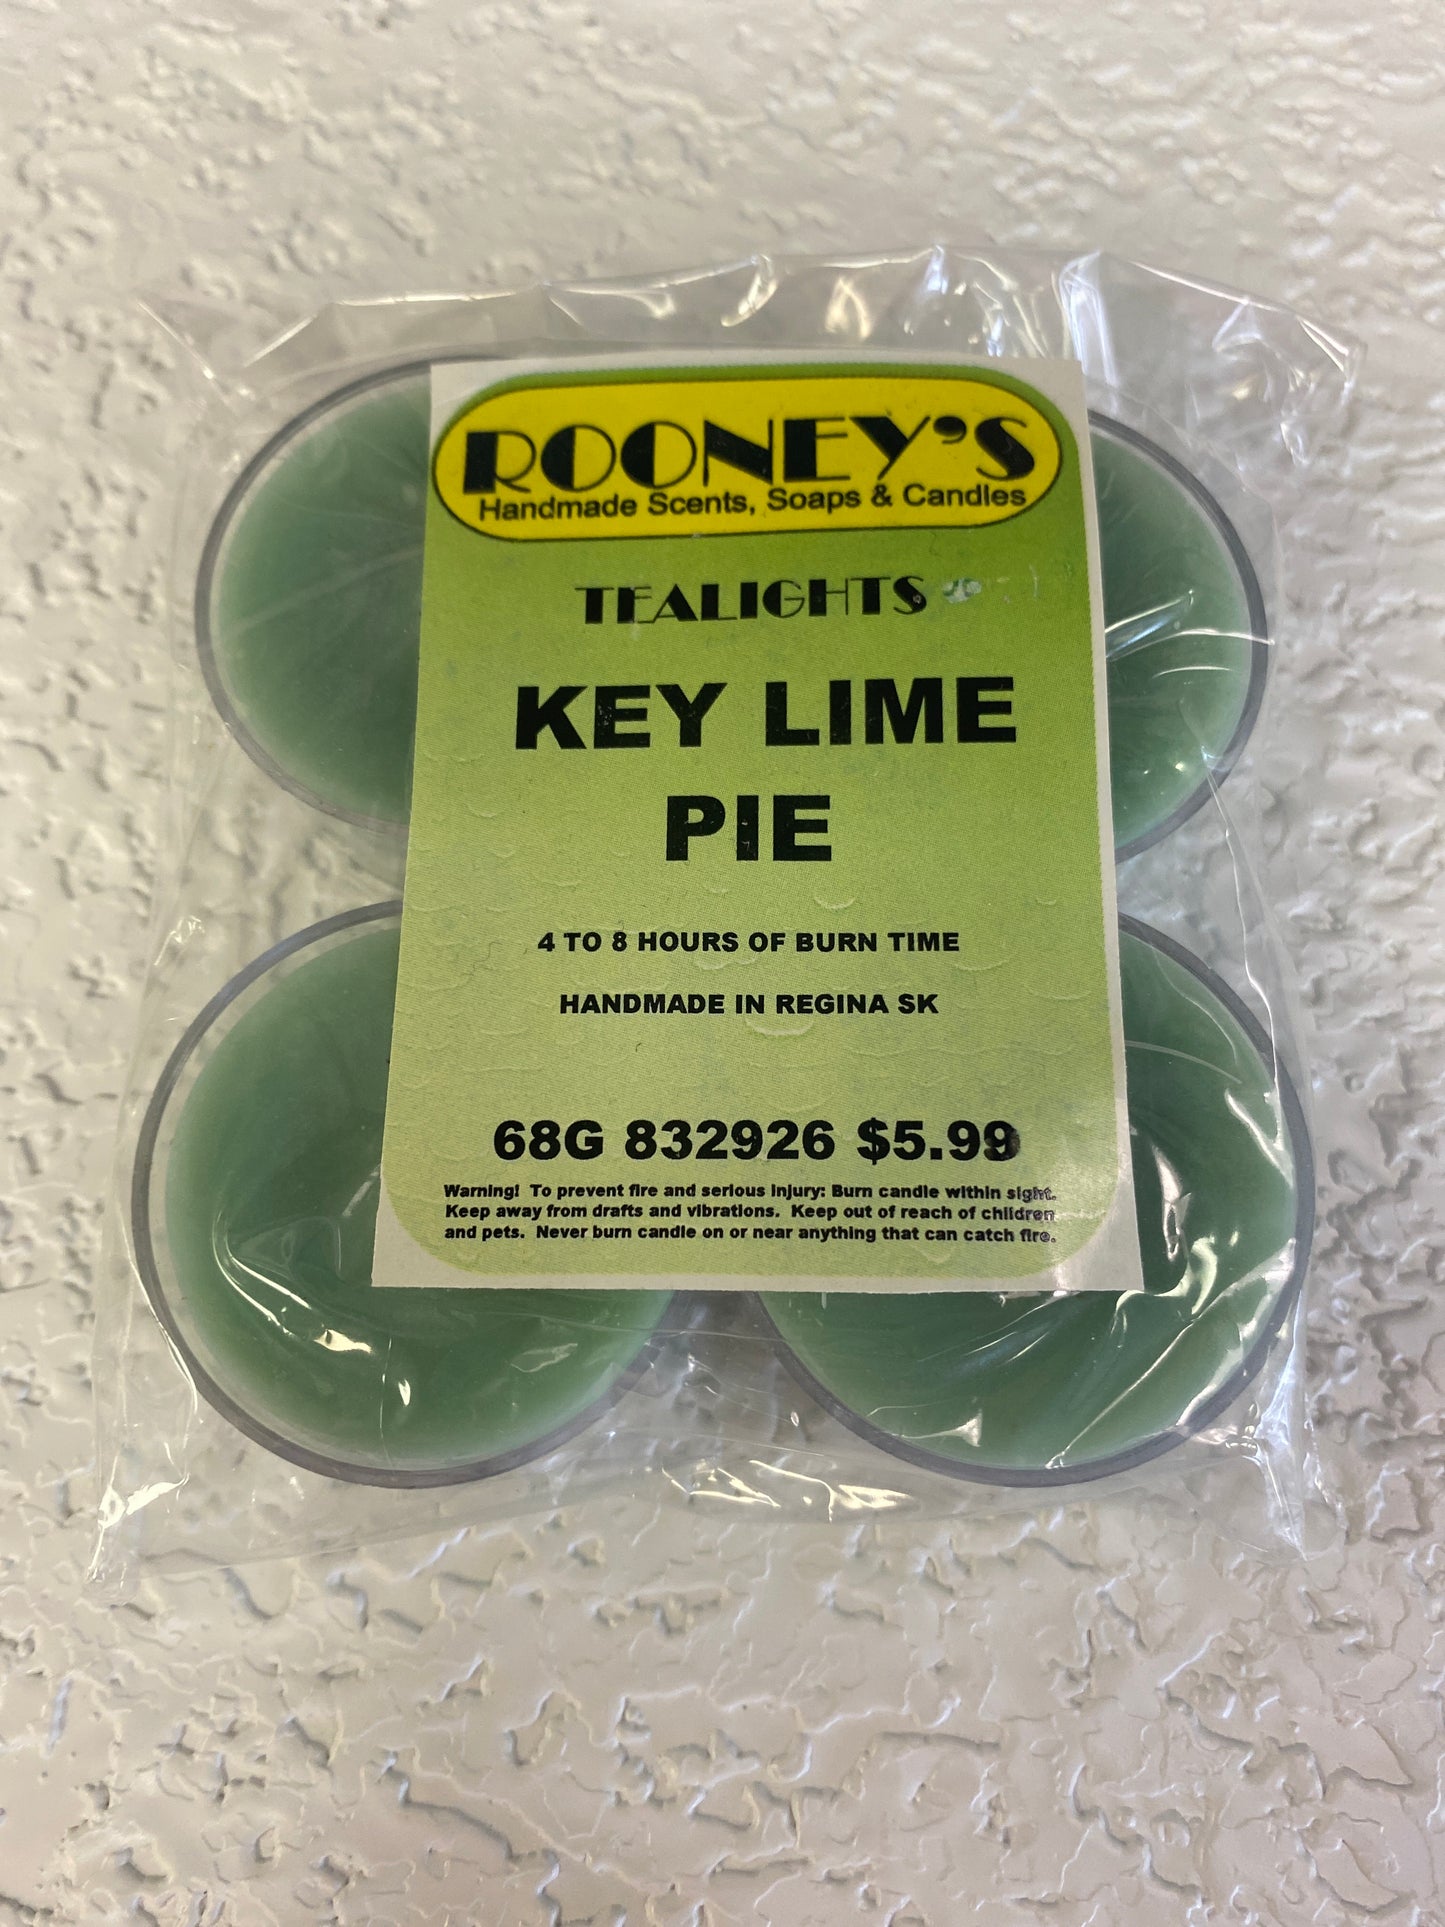 ROONEY'S
Handmade Scents, Soaps & Candles
TEALIGHTS
KEY LIME
PIE
4 TO 8 HOURS OF BURN TIME
HANDMADE IN REGINA SK
68G 832926 $5.99
Warning! To prevent fire and serious injury: Burn candle within sight.
Keep away from drafts and vibrations. Keep out of reach of children
and pets. Never burn candle on or near anything that can catch fire.